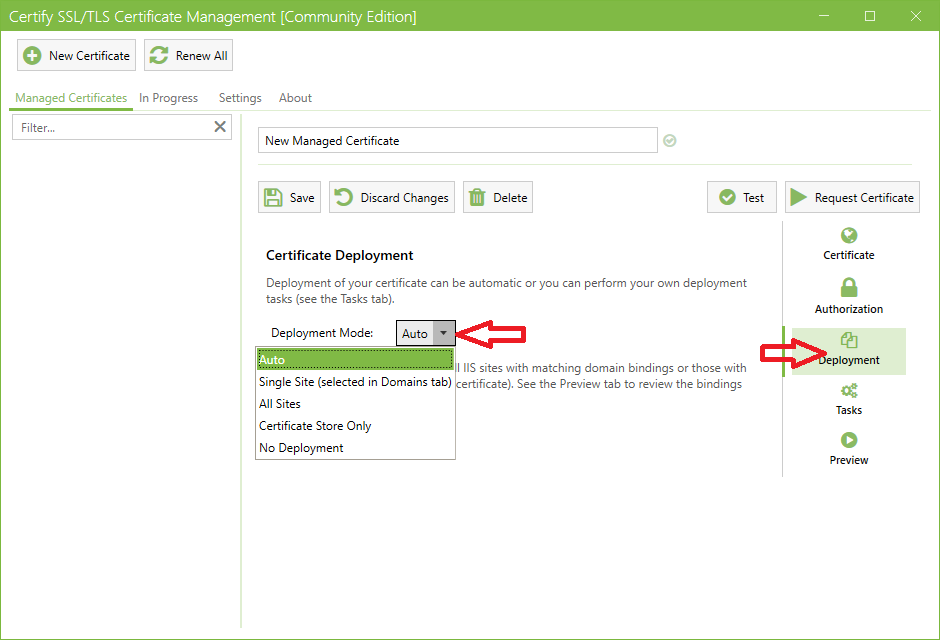 Certify SSL/TLS Certificate Management [Community Edition]
New Certificate
Renew All
Managed Certificates
In Progress
Settings
About
Filter...
New Managed Certificate
Save
Discard Changes
Delete
Test
Request Certificate
Certificate Deployment
Deployment of your certificate can be automatic or you can perform your own deployment
tasks (see the Tasks tab).
Deployment Mode:
Auto
Auto
Single Site (selected in Domains tab)
All Sites
Certificate Store Only
No Deployment
ll IIS sites with matching domain bindings or those with
certificate). See the Preview tab to review the bindings
Certificate
Authorization
Deployment
Tasks
Preview